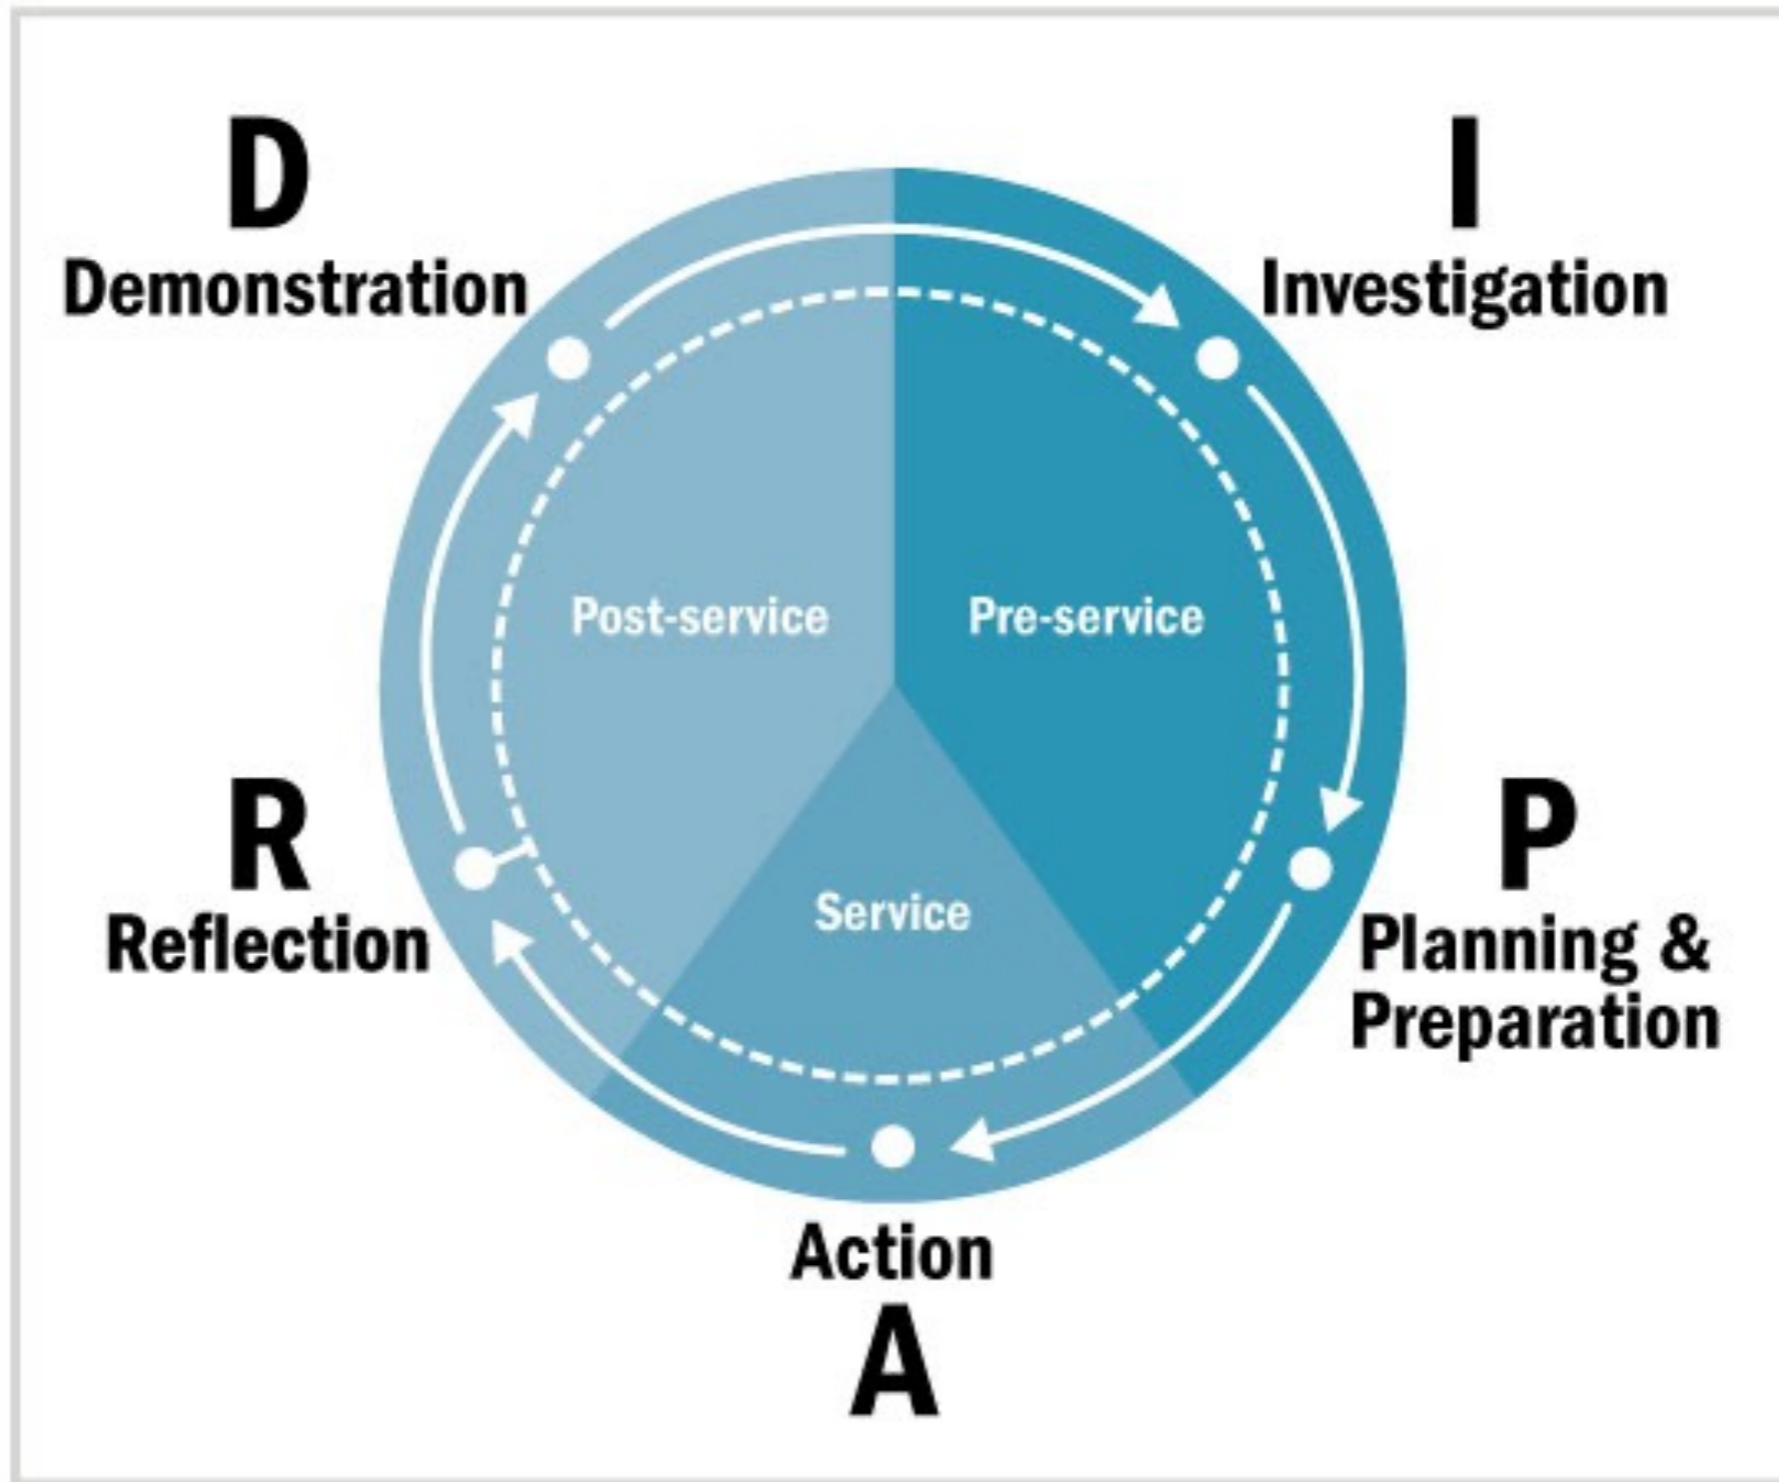 D
Demonstration
I
Investigation
Post-service
Pre-service
R
Reflection
P
Planning &
Preparation
Service
Action
A